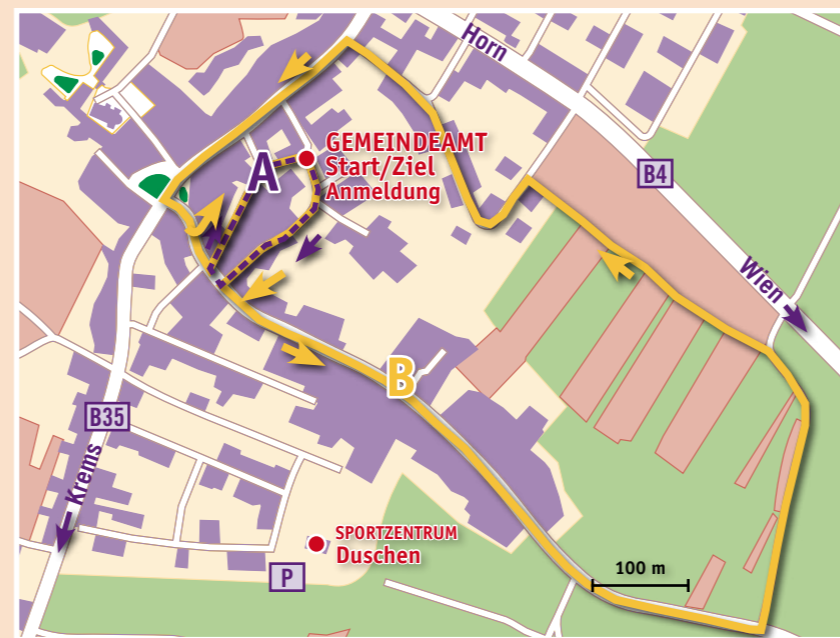 Horn
GEMEINDEAMT
Start/Ziel
Anmeldung
A
B4
Wien
B
B35
Krems
SPORTZENTRUM
Duschen
P
100 m